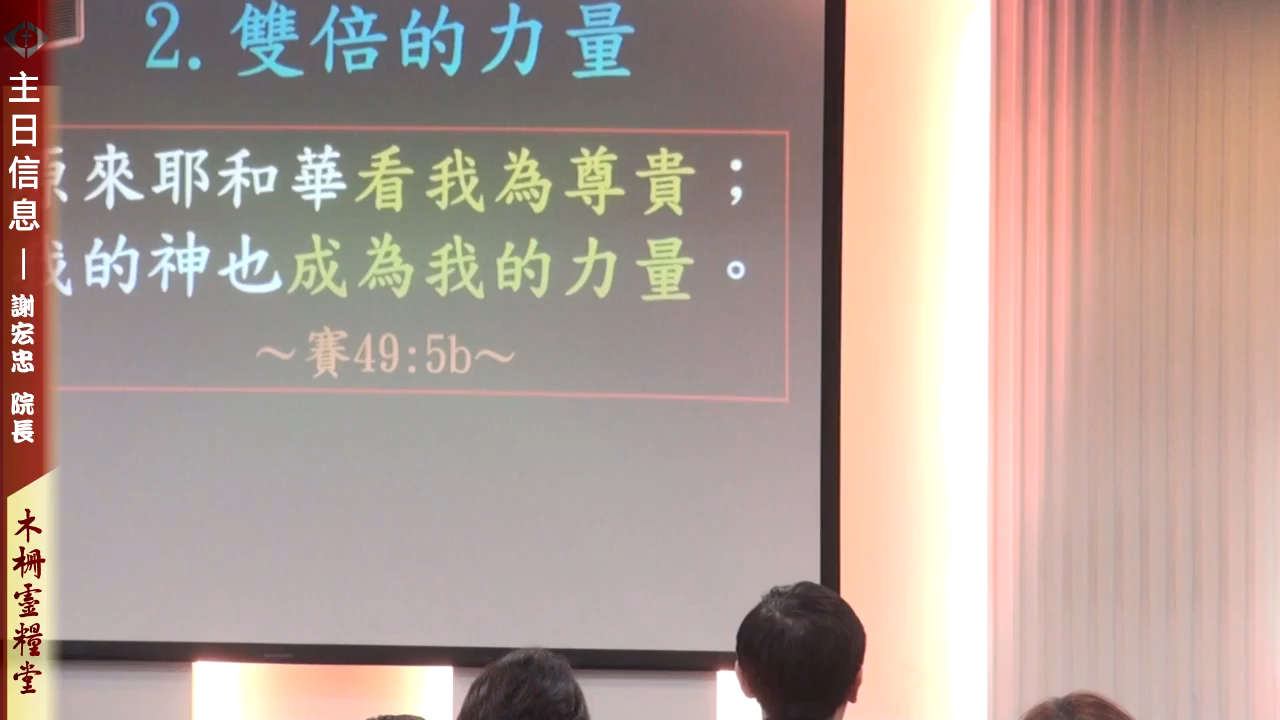 2.雙倍的力量
原來耶和華看我為尊貴；
我的神也成為我的力量。
～賽49:5b～
主日信息
—
謝宏忠 院長
木柵靈糧堂